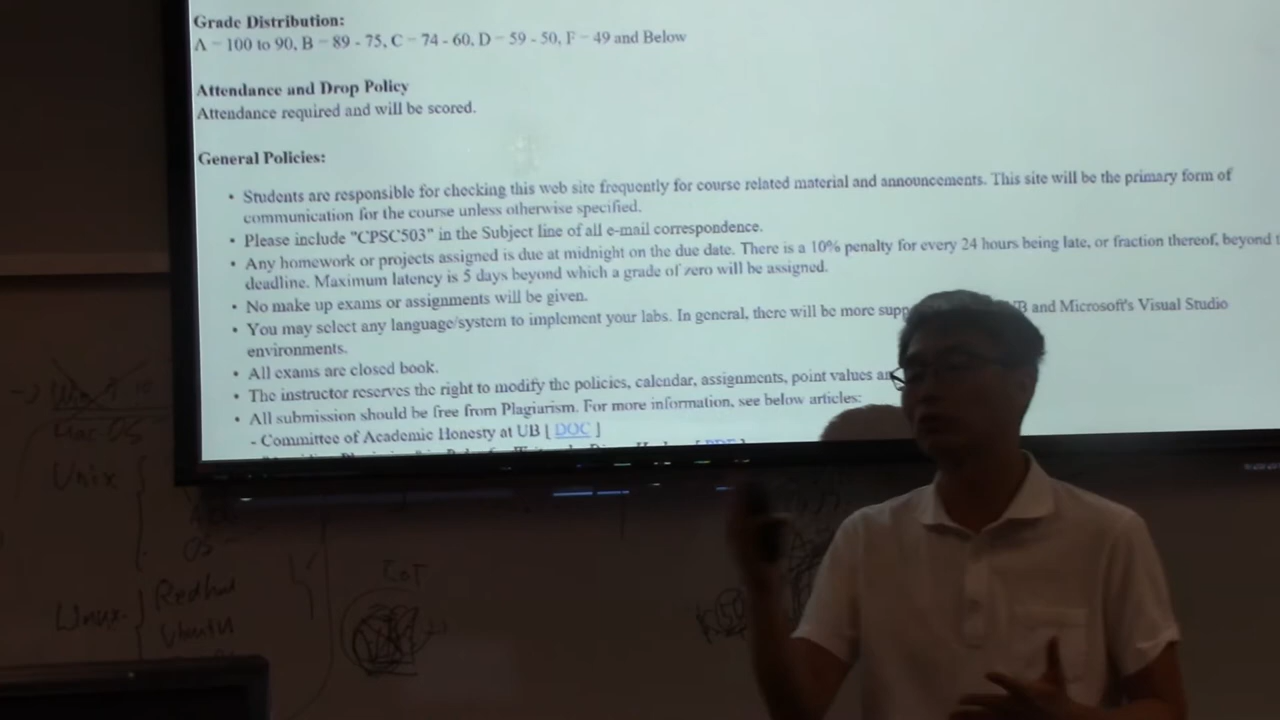 Grade Distribution:
A = 100 to 90, B = 89 - 75, C = 74 - 60, D = 59 - 50, F = 49 and Below
Attendance and Drop Policy
Attendance required and will be scored.
General Policies:
• Students are responsible for checking this web site frequently for course related material and announcements. This site will be the primary form of
communication for the course unless otherwise specified.
• Please include "CPSC503" in the Subject line of all e-mail correspondence.
• Any homework or projects assigned is due at midnight on the due date. There is a 10% penalty for every 24 hours being late, or fraction thereof, beyond
deadline. Maximum latency is 5 days beyond which a grade of zero will be assigned.
• No make up exams or assignments will be given.
• You may select any language/system to implement your labs. In general, there will be more and Microsoft's Visual Studio
environments.
• All exams are closed book.
• The instructor reserves the right to modify the policies, calendar, assignments, point values
• All submission should be free from Plagiarism. For more information, see below articles:
- Committee of Academic Honesty at UB [ DOC ]
Mac OS
Unix
Linux
Redhat
Ubuntu
IoT